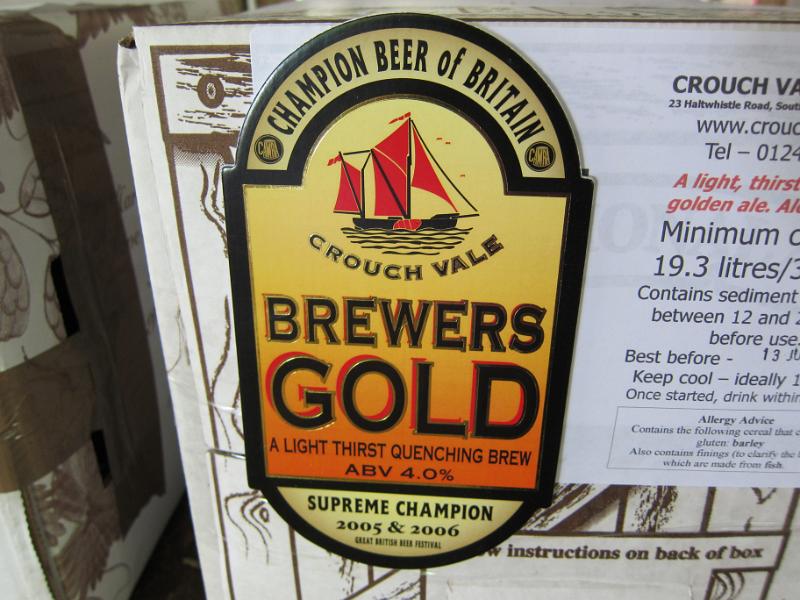 CHAMPION BEER of BRITAIN
CAMRA
CAMRA
CROUCH VALE
BREWERS
GOLD
A LIGHT THIRST QUENCHING BREW
ABV 4.0%
SUPREME CHAMPION
2005 & 2006
GREAT BRITISH BEER FESTIVAL
CROUCH VA
23 Haltwhistle Road, Sout
www.crouc
Tel – 0124
A light, thirst
golden ale. Al
Minimum
19.3 litres/3
Contains sediment
between 12 and 2
before use.
Best before - 13 JU
Keep cool – ideally 1
Once started, drink within
Allergy Advice
Contains the following cereal that c
gluten: barley
Also contains finings (to clarify the
which are made from fish.
w instructions on back of box